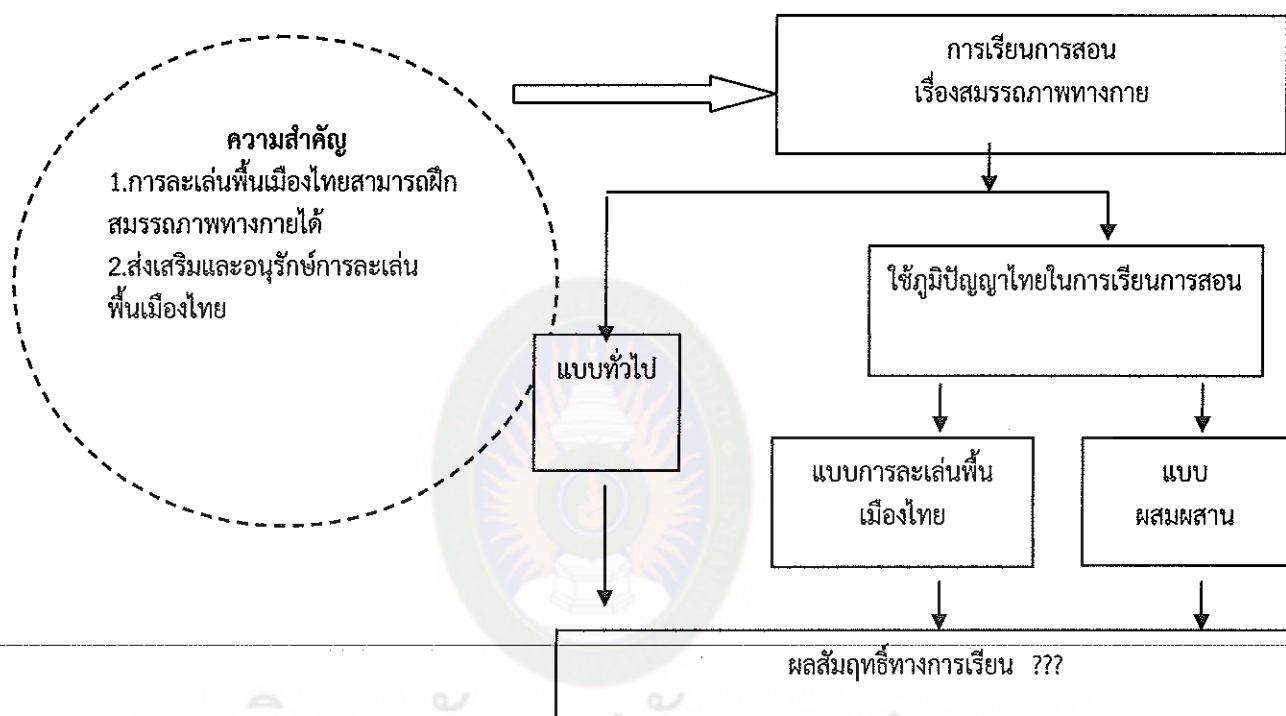 การเรียนการสอน
เรื่องสมรรถภาพทางกาย
ความสำคัญ
1.การละเล่นพื้นเมืองไทยสามารถฝึก
สมรรถภาพทางกายได้
2.ส่งเสริมและอนุรักษ์การละเล่น
พื้นเมืองไทย
ใช้ภูมิปัญญาไทยในการเรียนการสอน
แบบทั่วไป
แบบการละเล่นพื้น
เมืองไทย
แบบ
ผสมผสาน
ผลสัมฤทธิ์ทางการเรียน ???